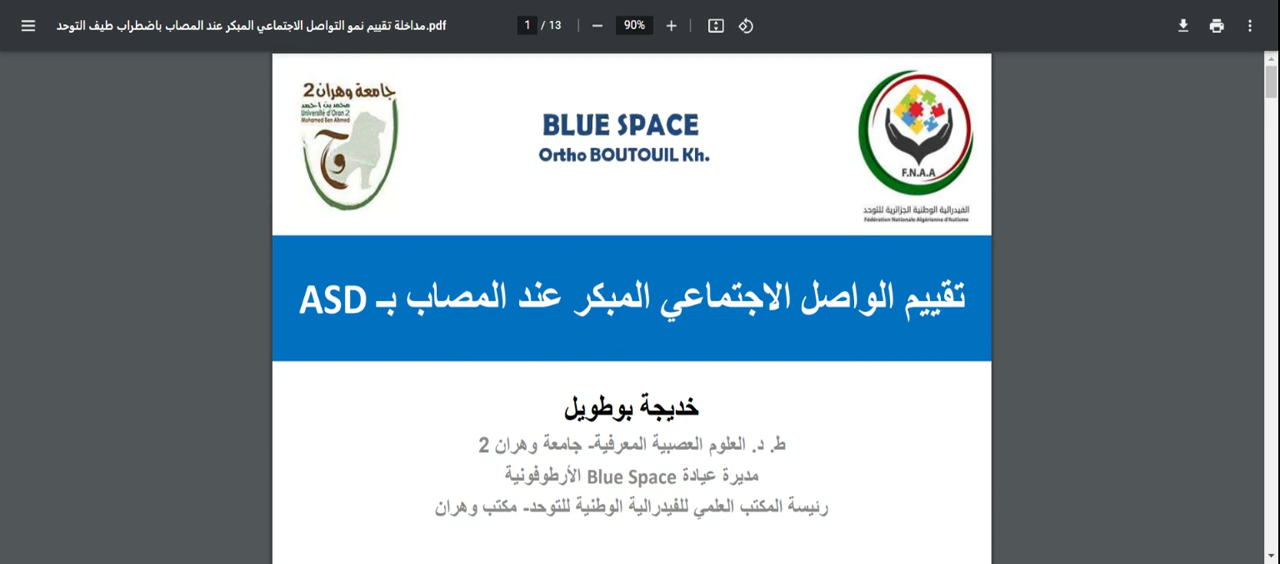 مداخلة تقييم نمو التواصل الاجتماعي المبكر عند المصاب باضطراب طيف التوحد.pdf
1 / 13
90%
جامعة وهران 2
محمد بن أحمد
Université d'Oran 2
Mohamed Ben Ahmed
BLUE SPACE
Ortho BOUTOUIL Kh.
F.N.A.A
الفيدرالية الوطنية الجزائرية للتوحد
Fédération Nationale Algérienne d'Autisme
تقييم الواصل الاجتماعي المبكر عند المصاب بـ ASD
خديجة بوطويل
ط. د. العلوم العصبية المعرفية- جامعة وهران 2
مديرة عيادة Blue Space الأرطوفونية
رئيسة المكتب العلمي للفيدرالية الوطنية للتوحد- مكتب وهران